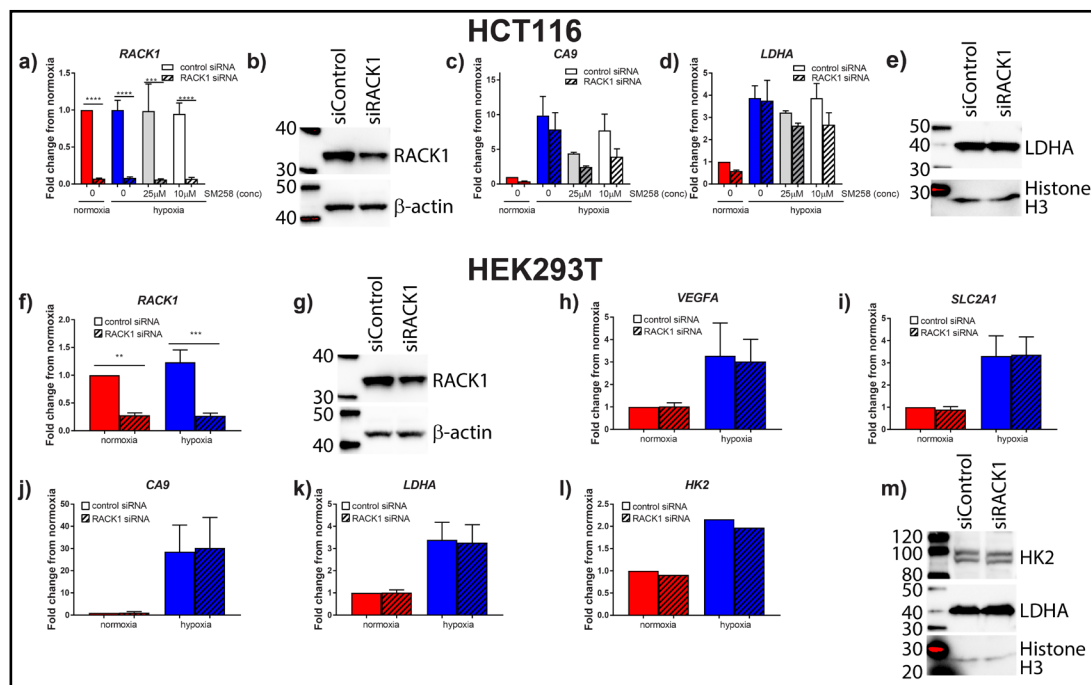 HCT116
a)
RACK1
control siRNA
RACK1 siRNA
Fold change from normoxia
1.5
1.0
0.5
0.0
****
****
***
****
0
0
25μM
10μM
SM258 (conc)
normoxia
hypoxia
b)
siControl
siRACK1
40
30
RACK1
50
40
β-actin
c)
CA9
control siRNA
RACK1 siRNA
Fold change from normoxia
15
10
5
0
0
0
25μM
10μM
SM258 (conc)
normoxia
hypoxia
d)
LDHA
control siRNA
RACK1 siRNA
Fold change from normoxia
6
4
2
0
0
0
25μM
10μM
SM258 (conc)
normoxia
hypoxia
e)
siControl
siRACK1
50
40
30
LDHA
30
Histone
H3
HEK293T
f)
RACK1
control siRNA
RACK1 siRNA
Fold change from normoxia
2.0
1.5
1.0
0.5
0.0
**
***
normoxia
hypoxia
g)
siControl
siRACK1
40
30
RACK1
50
40
β-actin
h)
VEGFA
control siRNA
RACK1 siRNA
Fold change from normoxia
6
5
4
3
2
1
0
normoxia
hypoxia
i)
SLC2A1
control siRNA
RACK1 siRNA
Fold change from normoxia
6
5
4
3
2
1
0
normoxia
hypoxia
j)
CA9
control siRNA
RACK1 siRNA
Fold change from normoxia
50
40
30
20
10
0
normoxia
hypoxia
k)
LDHA
control siRNA
RACK1 siRNA
Fold change from normoxia
5
4
3
2
1
0
normoxia
hypoxia
l)
HK2
control siRNA
RACK1 siRNA
Fold change from normoxia
2.5
2.0
1.5
1.0
0.5
0.0
normoxia
hypoxia
m)
siControl
siRACK1
120
100
80
HK2
50
40
30
LDHA
30
20
Histone
H3